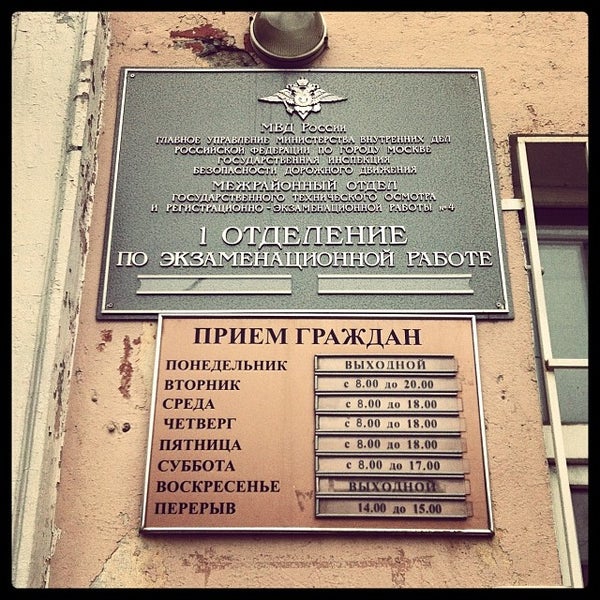 МВД России
ГЛАВНОЕ УПРАВЛЕНИЕ МИНИСТЕРСТВА ВНУТРЕННИХ ДЕЛ
РОССИЙСКОЙ ФЕДЕРАЦИИ ПО ГОРОДУ МОСКВЕ
ГОСУДАРСТВЕННАЯ ИНСПЕКЦИЯ
БЕЗОПАСНОСТИ ДОРОЖНОГО ДВИЖЕНИЯ
МЕЖРАЙОННЫЙ ОТДЕЛ
ГОСУДАРСТВЕННОГО ТЕХНИЧЕСКОГО ОСМОТРА
И РЕГИСТРАЦИОННО-ЭКЗАМЕНАЦИОННОЙ РАБОТЫ №4
1 ОТДЕЛЕНИЕ
ПО ЭКЗАМЕНАЦИОННОЙ РАБОТЕ
ПРИЕМ ГРАЖДАН
ПОНЕДЕЛЬНИК ВЫХОДНОЙ
ВТОРНИК с 8.00 до 20.00
СРЕДА с 8.00 до 18.00
ЧЕТВЕРГ с 8.00 до 18.00
ПЯТНИЦА с 8.00 до 18.00
СУББОТА с 8.00 до 17.00
ВОСКРЕСЕНЬЕ ВЫХОДНОЙ
ПЕРЕРЫВ 14.00 до 15.00